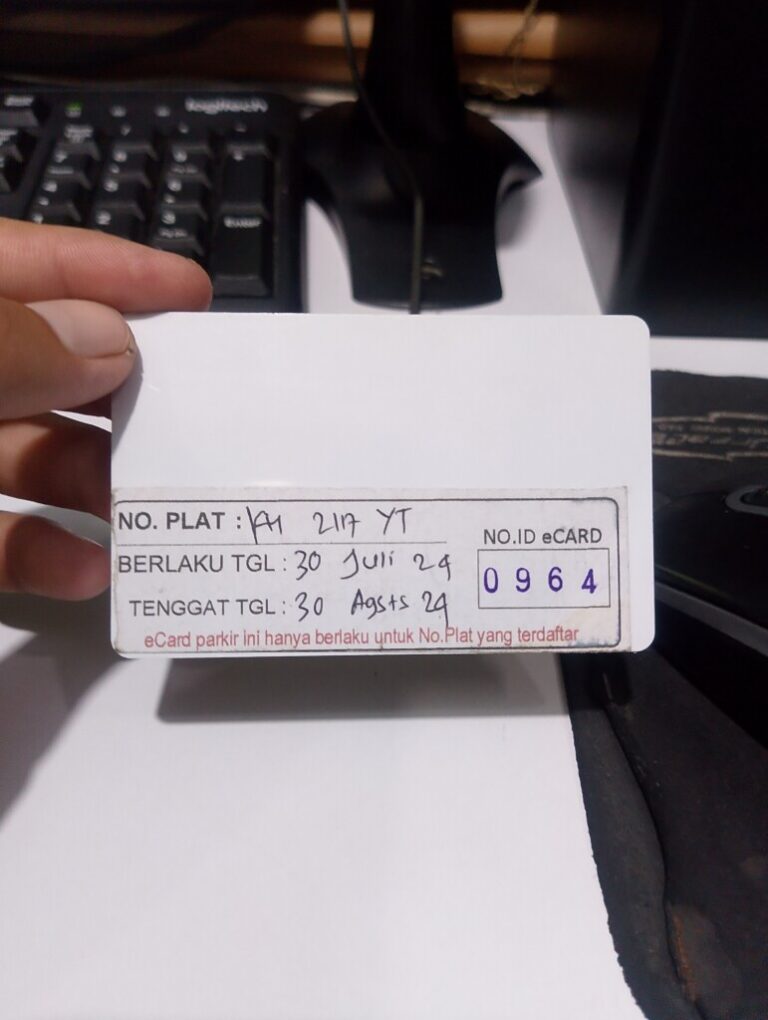 logitech
NO. PLAT : KH 2117 YT
NO.ID eCARD
BERLAKU TGL : 30 Juli 24
0964
TENGGAT TGL : 30 Agsts 24
eCard parkir ini hanya berlaku untuk No.Plat yang terdaftar